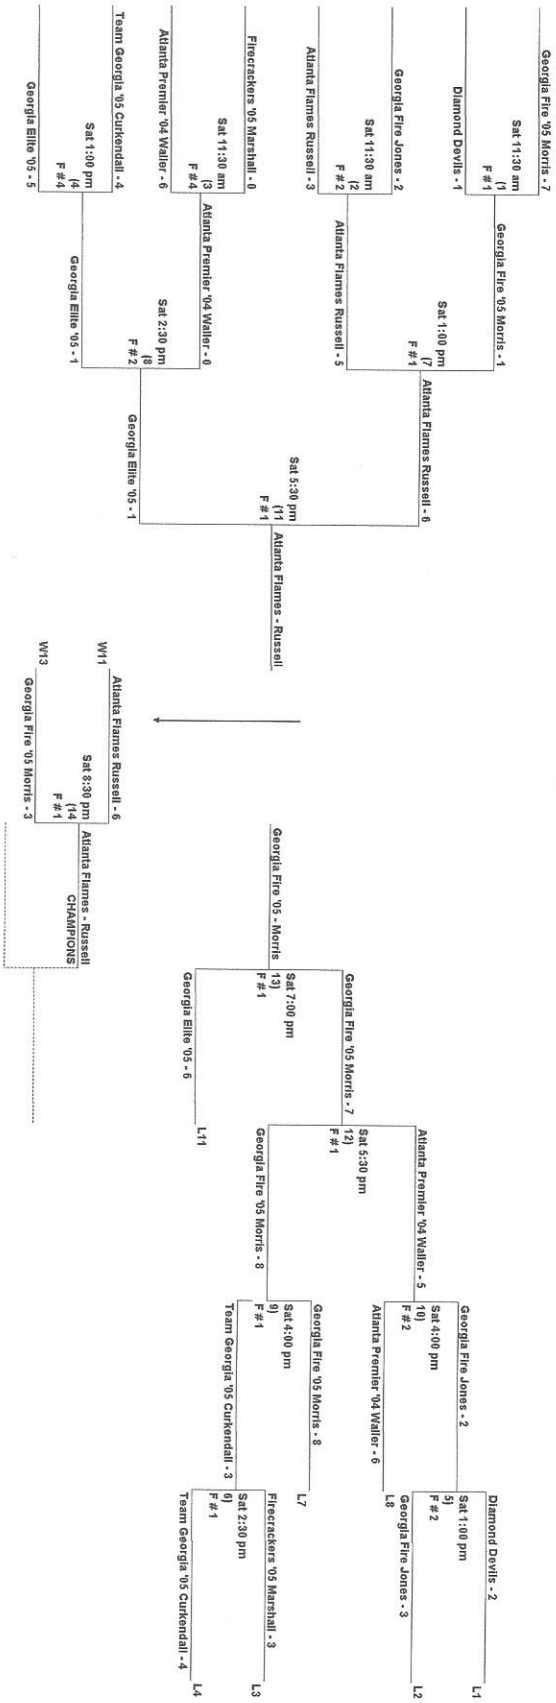 Georgia Fire '05 Morris - 7
Sat 11:30 am
(1
F # 1
Diamond Devils - 1
Georgia Fire '05 Morris - 1
Sat 1:00 pm
(7
F # 1
Georgia Fire Jones - 2
Sat 11:30 am
(2
F # 2
Atlanta Flames Russell - 3
Atlanta Flames Russell - 5
Atlanta Flames Russell - 6
Sat 5:30 pm
(11
F # 1
Atlanta Flames - Russell
Firecrackers '05 Marshall - 0
Sat 11:30 am
(3
F # 4
Atlanta Premier '04 Waller - 6
Atlanta Premier '04 Waller - 0
Sat 2:30 pm
(8
F # 2
Team Georgia '05 Curkendall - 4
Sat 1:00 pm
(4
F # 4
Georgia Elite '05 - 5
Georgia Elite '05 - 1
Georgia Elite '05 - 1
W11
Atlanta Flames Russell - 6
Sat 8:30 pm
(14
F # 1
W13
Georgia Fire '05 Morris - 3
Atlanta Flames - Russell
CHAMPIONS
Georgia Fire '05 - Morris
Sat 7:00 pm
13)
F # 1
Georgia Fire '05 Morris - 7
Georgia Elite '05 - 6
L11
Sat 5:30 pm
12)
F # 1
Atlanta Premier '04 Waller - 5
Georgia Fire '05 Morris - 8
Georgia Fire Jones - 2
Sat 4:00 pm
10)
F # 2
Atlanta Premier '04 Waller - 6
L8
Georgia Fire '05 Morris - 8
L7
Sat 4:00 pm
9)
F # 1
Team Georgia '05 Curkendall - 3
Diamond Devils - 2
L1
Sat 1:00 pm
5)
F # 2
Georgia Fire Jones - 3
L2
Firecrackers '05 Marshall - 3
L3
Sat 2:30 pm
6)
F # 1
Team Georgia '05 Curkendall - 4
L4